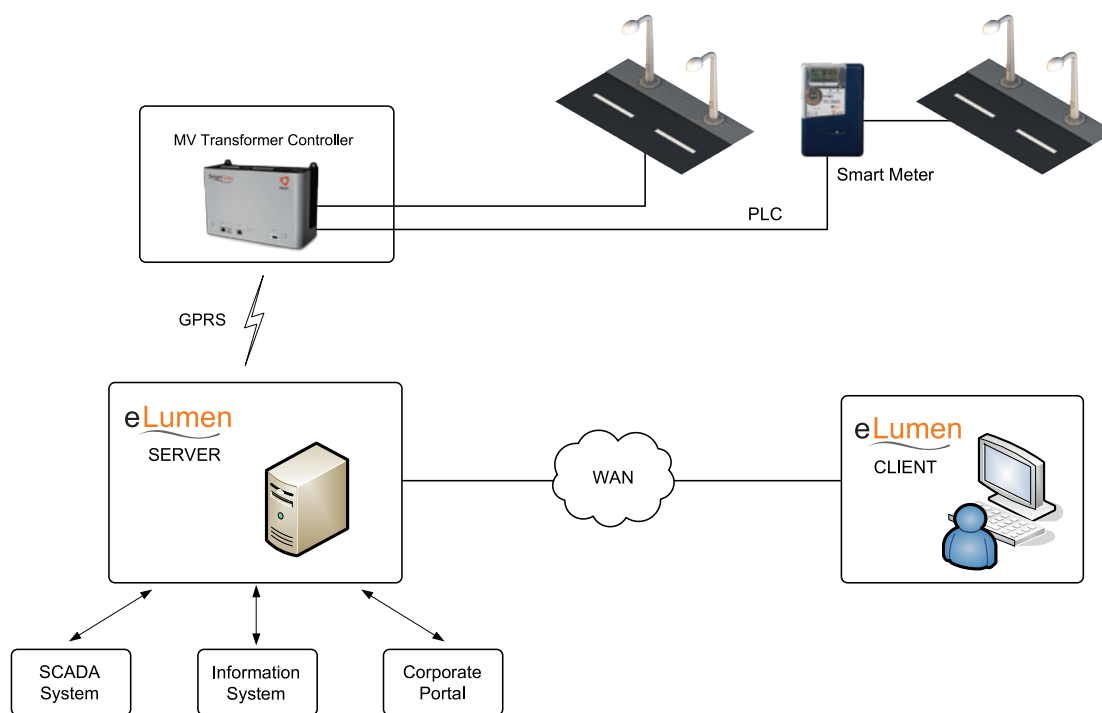 MV Transformer Controller
Smart Meter
PLC
GPRS
eLumen
SERVER
WAN
eLumen
CLIENT
SCADA
System
Information
System
Corporate
Portal